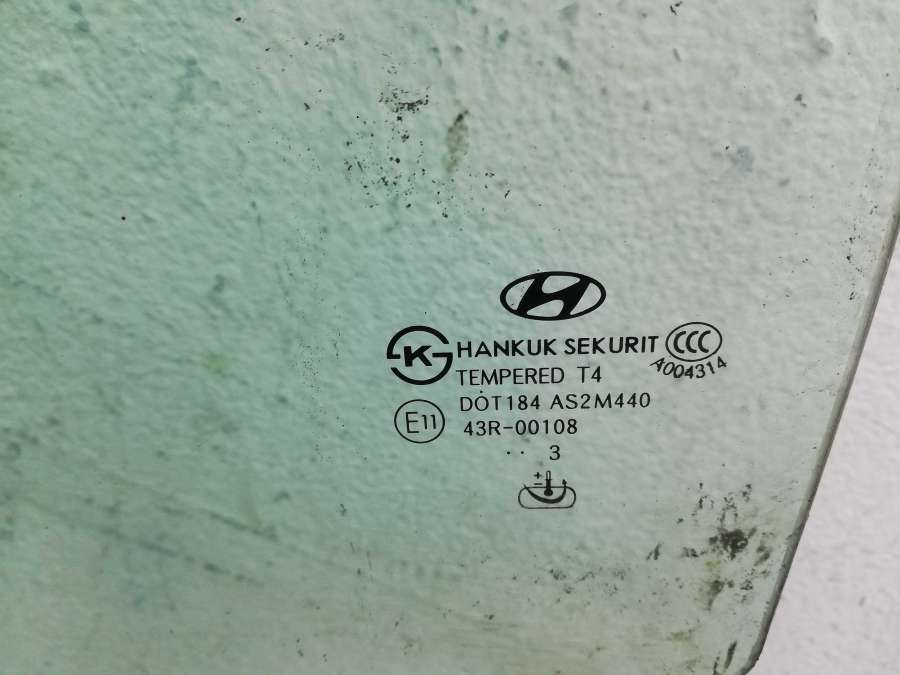 HANKUK SEKURIT
CCC
A004314
TEMPERED T4
DOT184 AS2M440
E11
43R-00108
.. 3